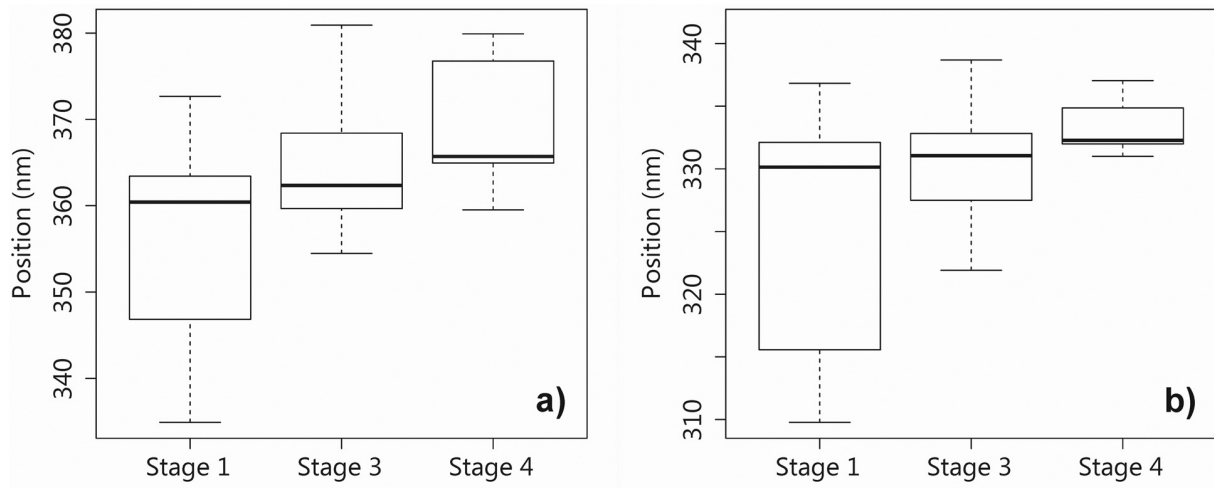 Position (nm)
380
370
360
350
340
Stage 1
Stage 3
Stage 4
a)
Position (nm)
340
330
320
310
Stage 1
Stage 3
Stage 4
b)